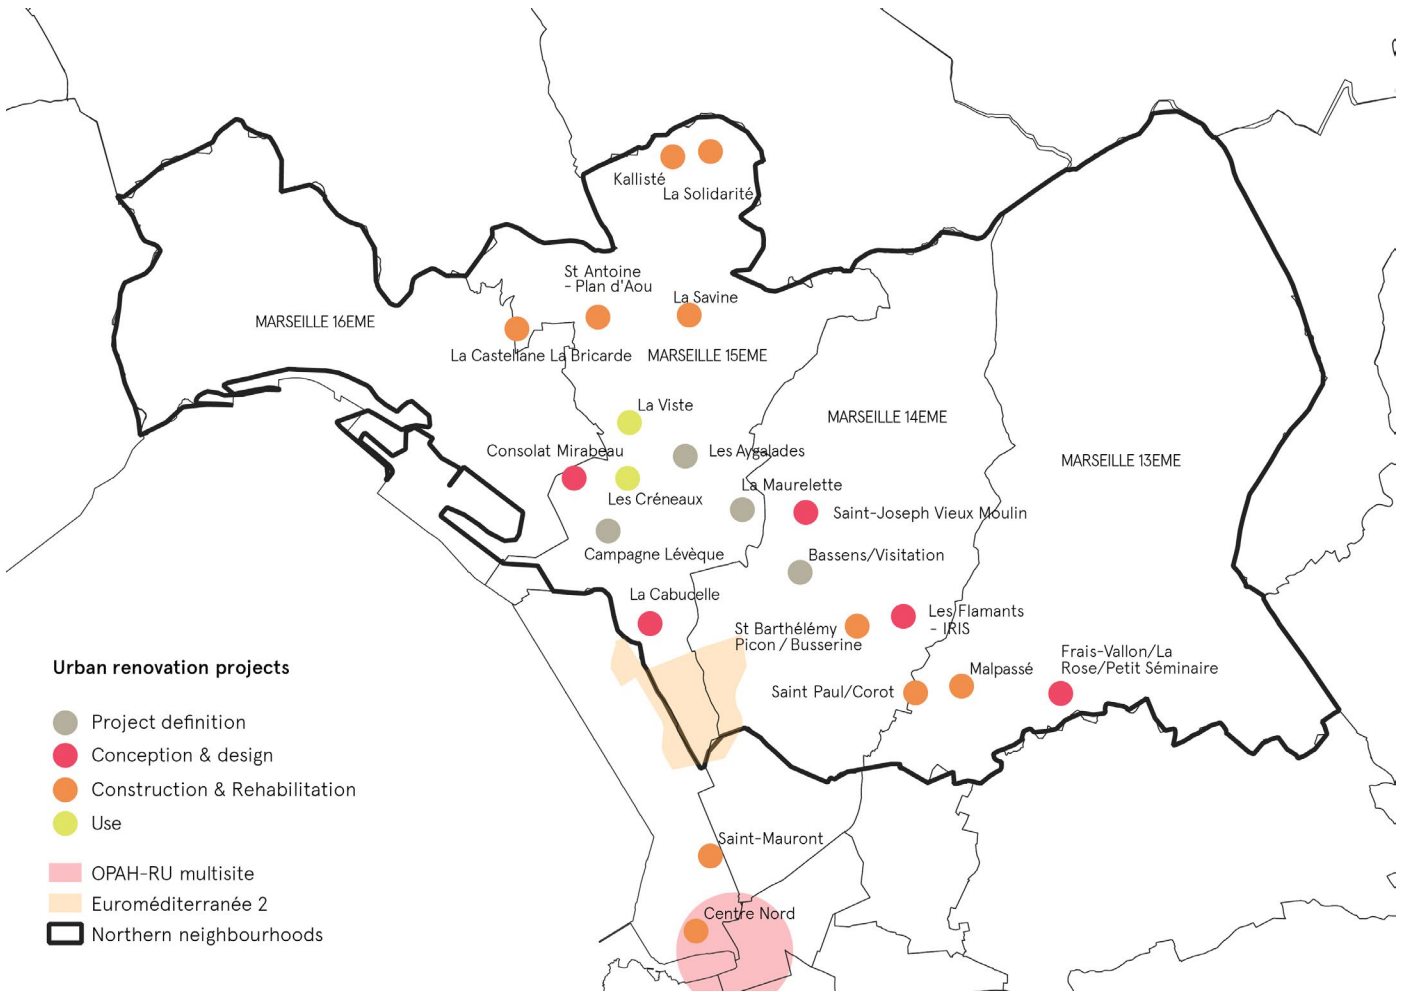 Kallisté
La Solidarité
St Antoine
- Plan d'Aou
La Savine
MARSEILLE 16EME
La Castellane La Bricarde
MARSEILLE 15EME
La Viste
MARSEILLE 14EME
Consolat Mirabeau
Les Aygalades
MARSEILLE 13EME
La Maurelette
Les Créneaux
Saint-Joseph Vieux Moulin
Campagne Lévèque
Bassens/Visitation
La Cabucelle
Les Flamants
- IRIS
St Barthélémy
Picon / Busserine
Frais-Vallon/La
Rose/Petit Séminaire
Malpassé
Saint Paul/Corot
Urban renovation projects
Project definition
Conception & design
Construction & Rehabilitation
Use
OPAH-RU multisite
Euroméditerranée 2
Northern neighbourhoods
Saint-Mauront
Centre Nord